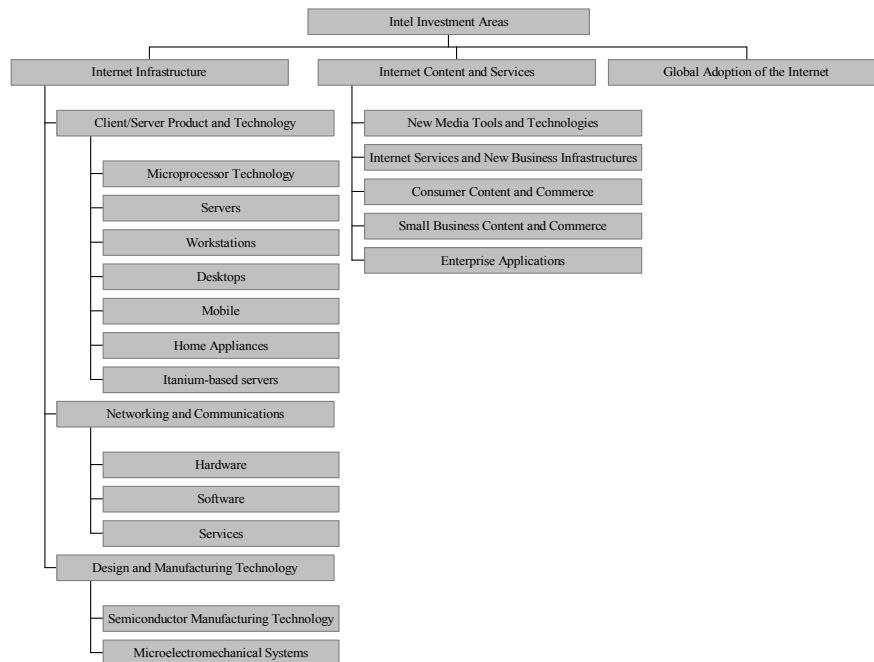 Intel Investment Areas
Internet Infrastructure
Internet Content and Services
Global Adoption of the Internet
Client/Server Product and Technology
Microprocessor Technology
Servers
Workstations
Desktops
Mobile
Home Appliances
Itanium-based servers
Networking and Communications
Hardware
Software
Services
Design and Manufacturing Technology
Semiconductor Manufacturing Technology
Microelectromechanical Systems
New Media Tools and Technologies
Internet Services and New Business Infrastructures
Consumer Content and Commerce
Small Business Content and Commerce
Enterprise Applications